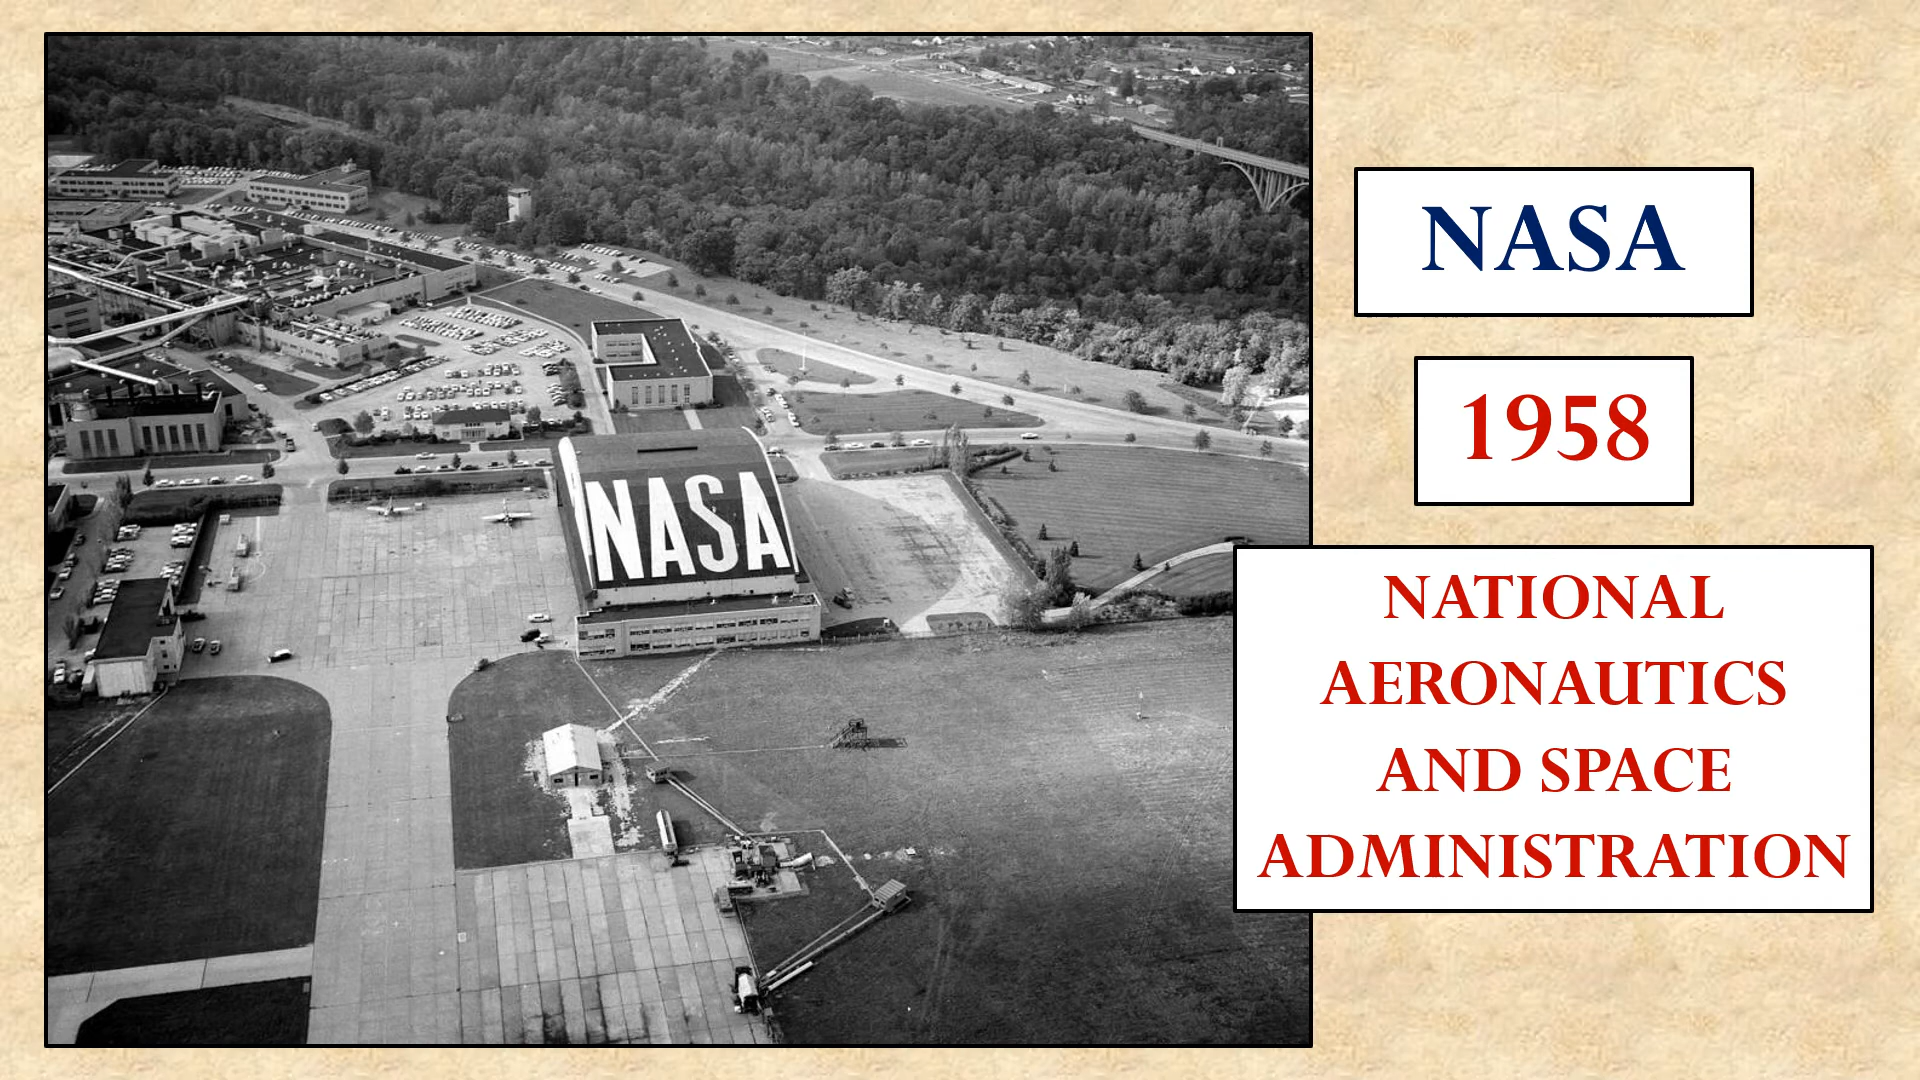 NASA
NASA
1958
NATIONAL
AERONAUTICS
AND SPACE
ADMINISTRATION